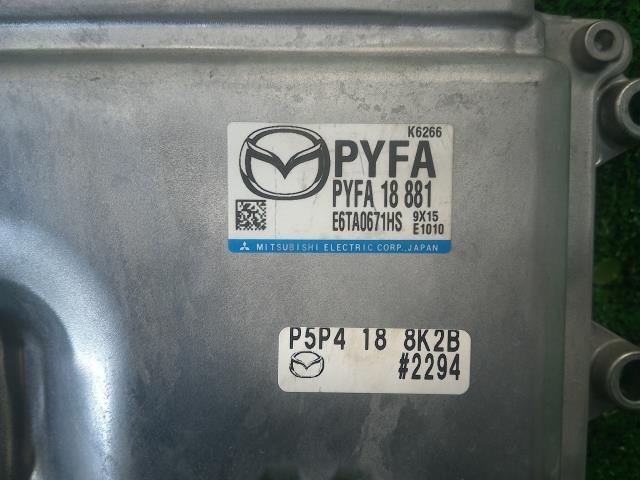 K6266
PYFA
PYFA 18 881
E6TA0671HS 9X15
E1010
MITSUBISHI ELECTRIC CORP., JAPAN
P5P4 18 8K2B
#2294